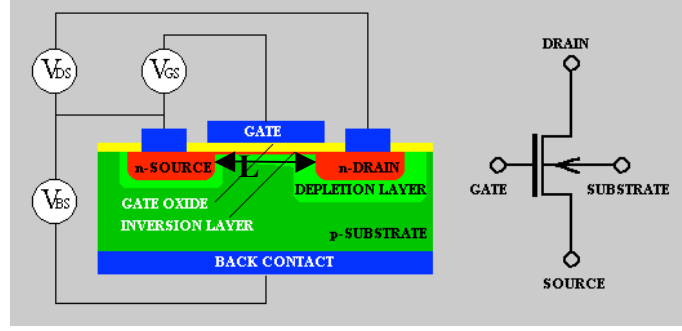 VDS
VGS
GATE
n-SOURCE
L
n-DRAIN
DEPLETION LAYER
GATE OXIDE
INVERSION LAYER
VBS
p-SUBSTRATE
BACK CONTACT
DRAIN
GATE
SUBSTRATE
SOURCE